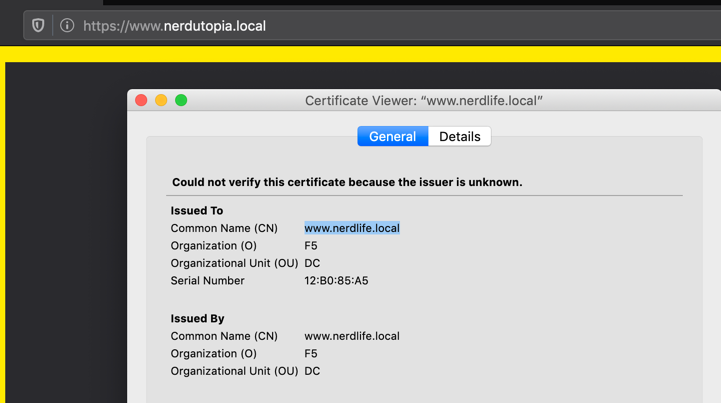 https://www.nerdutopia.local
Certificate Viewer: “www.nerdlife.local”
General Details
Could not verify this certificate because the issuer is unknown.
Issued To
Common Name (CN) www.nerdlife.local
Organization (O) F5
Organizational Unit (OU) DC
Serial Number 12:B0:85:A5
Issued By
Common Name (CN) www.nerdlife.local
Organization (O) F5
Organizational Unit (OU) DC